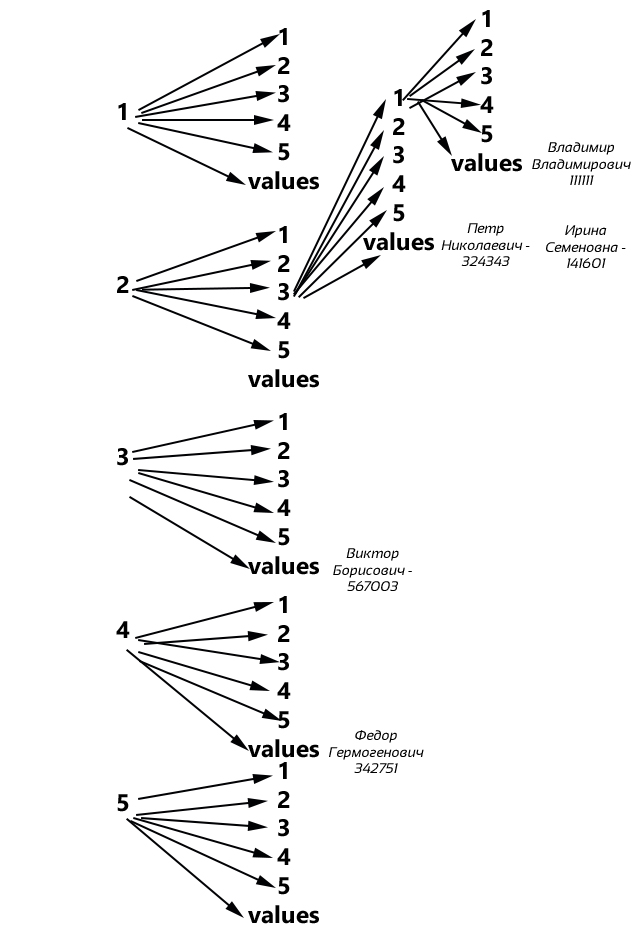 1
1
2
3
4
5
values
2
1
2
3
4
5
values
1
2
3
4
5
values
Петр
Николаевич -
324343
Ирина
Семеновна -
141601
1
2
3
4
5
values
Владимир
Владимирович
111111
3
1
2
3
4
5
values
Виктор
Борисович -
567003
4
1
2
3
4
5
values
Федор
Гермогенович
342751
5
1
2
3
4
5
values